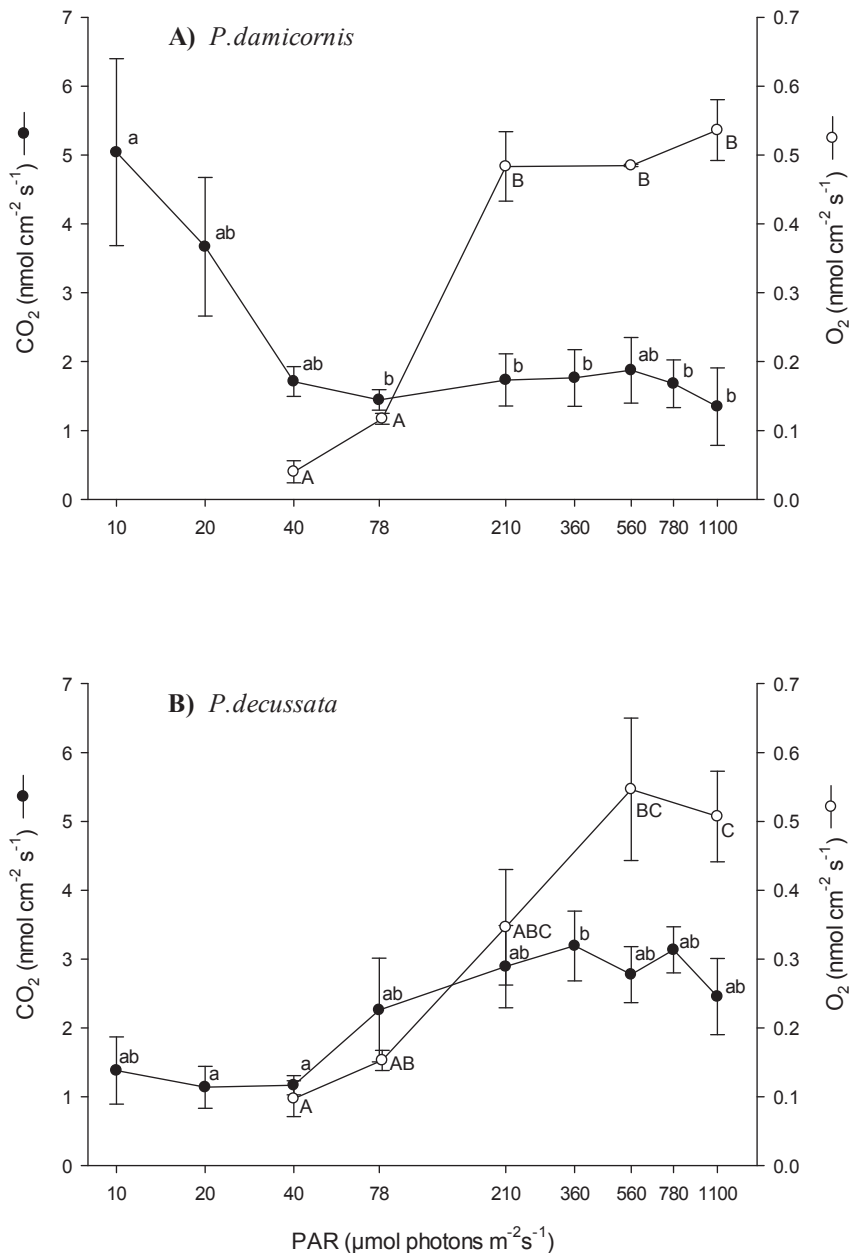 A) P.damicornis
7
6
5
4
3
2
1
0
CO₂ (nmol cm⁻² s⁻¹)
0.7
0.6
0.5
0.4
0.3
0.2
0.1
0.0
O₂ (nmol cm⁻² s⁻¹)
a
ab
ab
b
b
b
ab
b
b
A
A
B
B
B
10 20 40 78 210 360 560 780 1100
B) P.decussata
7
6
5
4
3
2
1
0
CO₂ (nmol cm⁻² s⁻¹)
0.7
0.6
0.5
0.4
0.3
0.2
0.1
0.0
O₂ (nmol cm⁻² s⁻¹)
ab
a
a
ab
ab
b
ab
ab
ab
A
AB
ABC
BC
C
10 20 40 78 210 360 560 780 1100
PAR (µmol photons m⁻²s⁻¹)